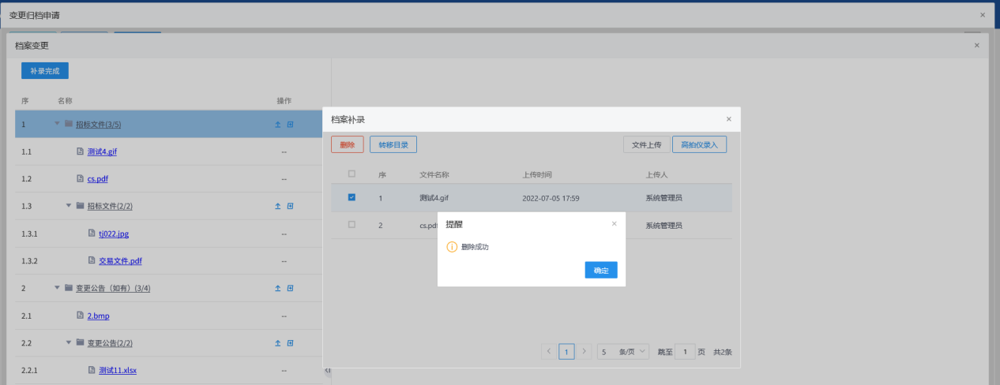 变更归档申请
档案变更
补录完成
序 名称 操作
1 招标文件(3/5)
1.1 测试4.gif --
1.2 cs.pdf --
1.3 招标文件(2/2)
1.3.1 tj022.jpg --
1.3.2 交易文件.pdf --
2 变更公告（如有）(3/4)
2.1 2.bmp --
2.2 变更公告(2/2)
2.2.1 测试11.xlsx --
档案补录
删除 转移目录 文件上传 高拍仪录入
序 文件名称 上传时间 上传人
1 测试4.gif 2022-07-05 17:59 系统管理员
2 cs.pdf 系统管理员
提醒
删除成功
确定
1 5 条/页 跳至 1 页 共2条